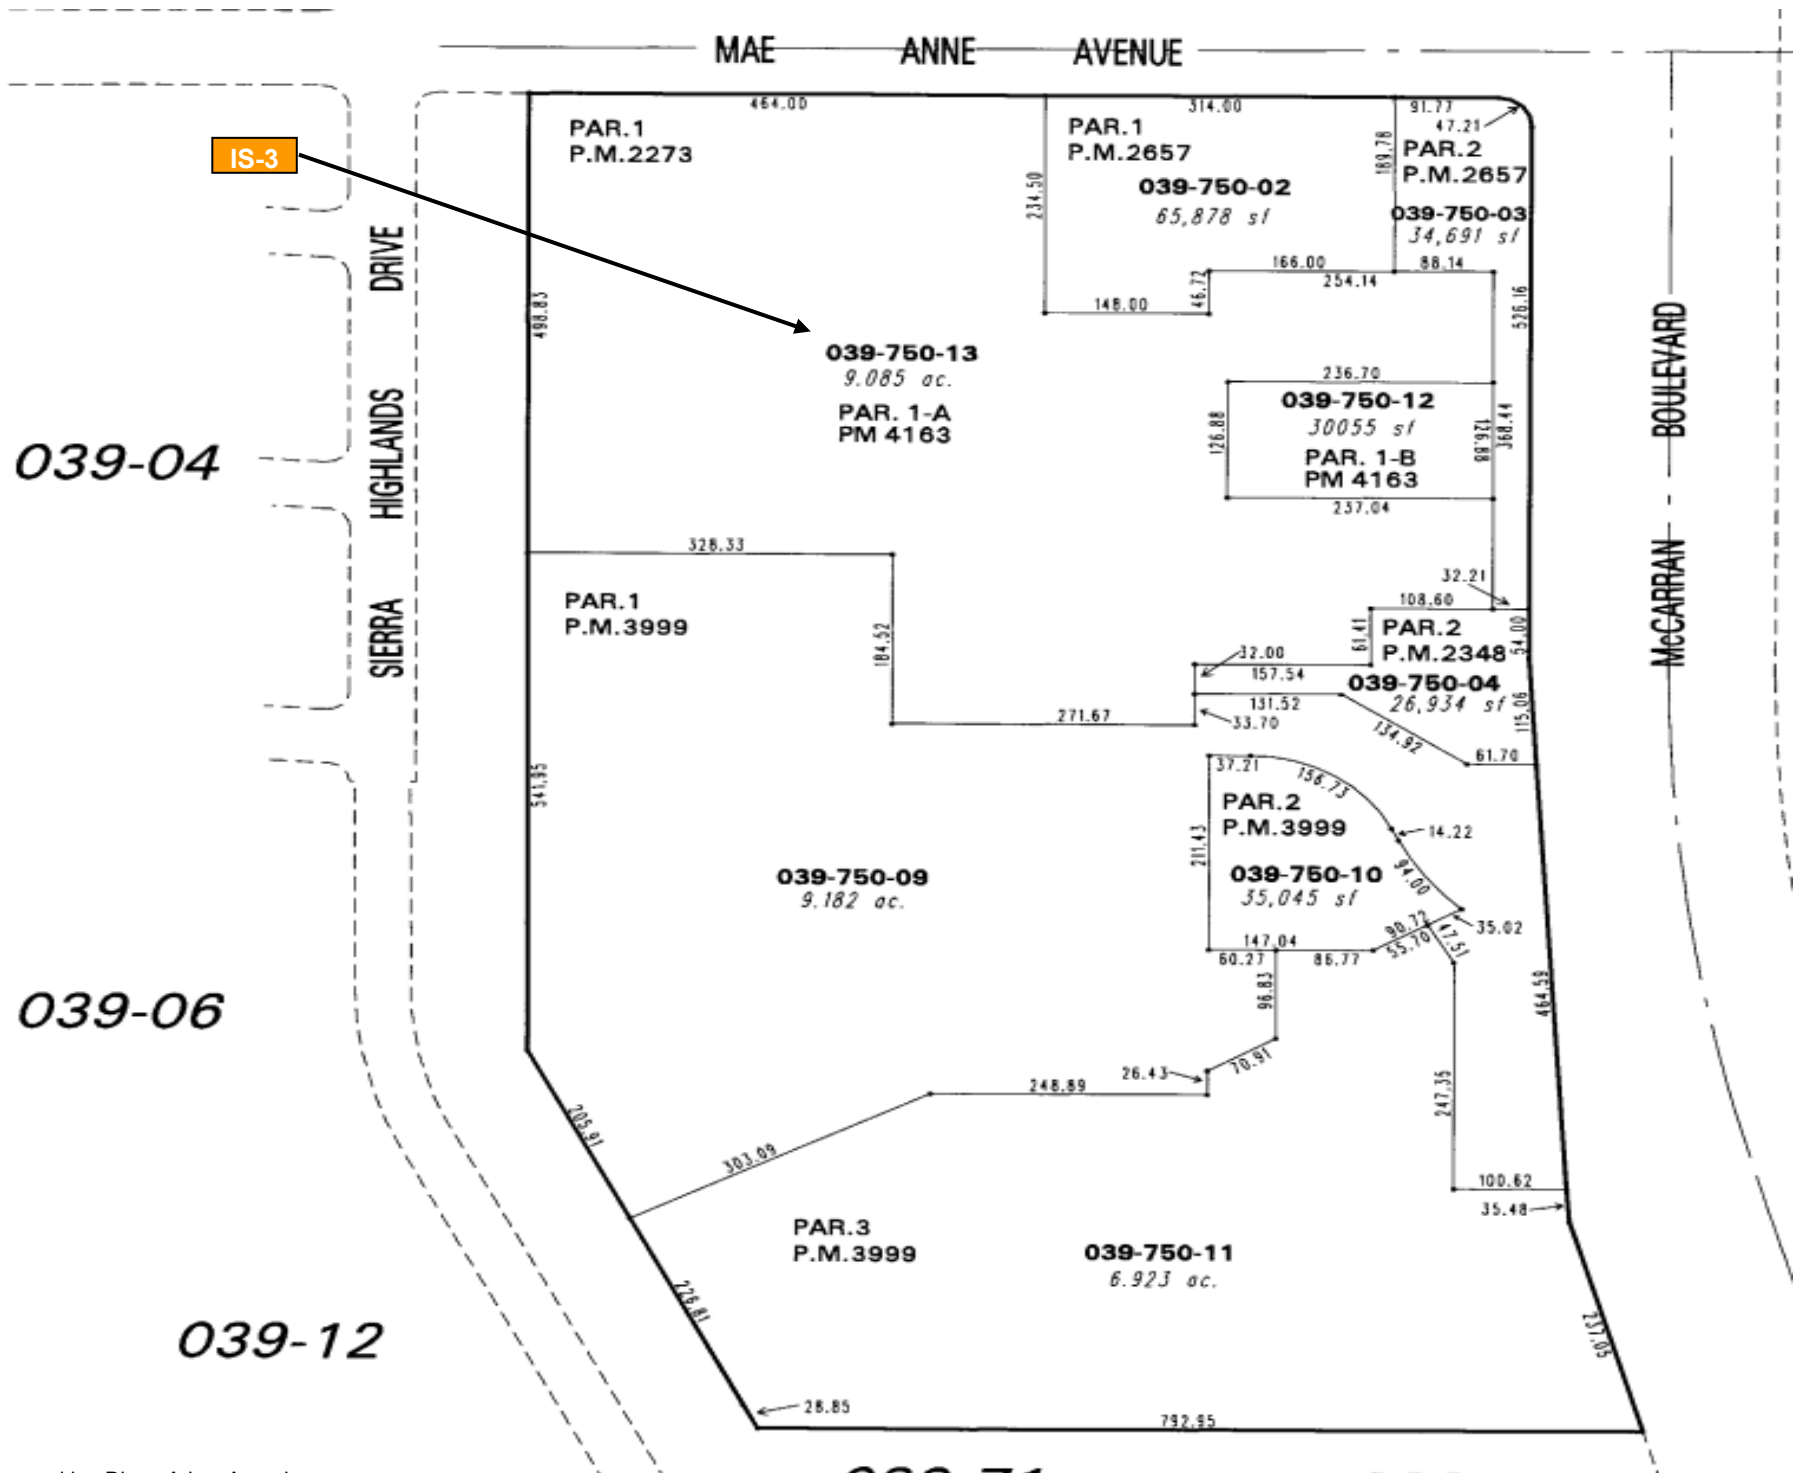 MAE ANNE AVENUE
464.00
314.00
91.77
47.21
PAR.1
P.M.2273
PAR.1
P.M.2657
039-750-02
65,878 sf
189.78
PAR.2
P.M.2657
039-750-03
34,691 sf
IS-3
234.50
166.00
88.14
254.14
46.72
148.00
498.83
526.16
SIERRA HIGHLANDS DRIVE
McCARRAN BOULEVARD
039-750-13
9.085 ac.
PAR. 1-A
PM 4163
236.70
039-750-12
30055 sf
PAR. 1-B
PM 4163
126.88
126.88
368.44
237.04
039-04
328.33
32.21
108.60
PAR.1
P.M.3999
184.52
61.41
PAR.2
P.M.2348
54.00
32.00
157.54
039-750-04
26,934 sf
131.52
115.06
271.67
33.70
134.92
61.70
541.95
37.21
156.73
PAR.2
P.M.3999
14.22
211.43
039-750-09
9.182 ac.
039-750-10
35,045 sf
94.00
35.02
90.72
55.70
47.51
147.04
60.27
86.77
96.83
464.59
039-06
70.91
26.43
248.89
247.35
205.91
303.09
100.62
35.48
PAR.3
P.M.3999
039-750-11
6.923 ac.
226.81
237.05
039-12
28.85
792.95